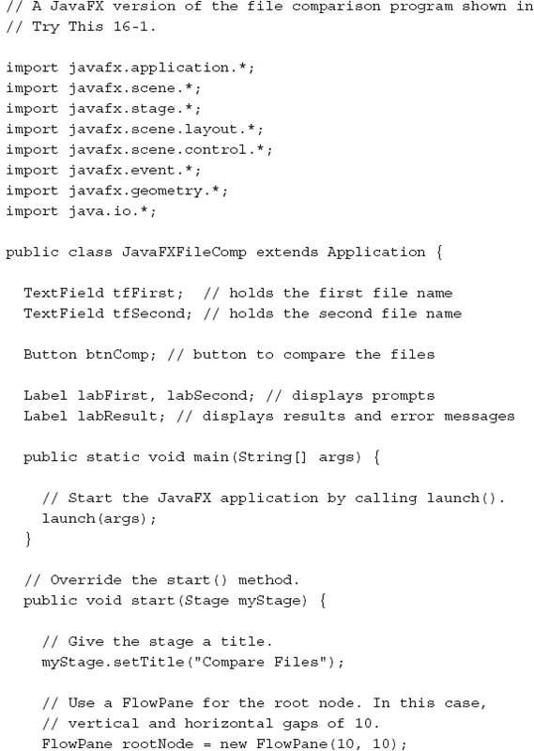 // A JavaFX version of the file comparison program shown in
// Try This 16-1.

import javafx.application.*;
import javafx.scene.*;
import javafx.stage.*;
import javafx.scene.layout.*;
import javafx.scene.control.*;
import javafx.event.*;
import javafx.geometry.*;
import java.io.*;

public class JavaFXFileComp extends Application {

  TextField tfFirst;  // holds the first file name
  TextField tfSecond; // holds the second file name

  Button btnComp; // button to compare the files

  Label labFirst, labSecond; // displays prompts
  Label labResult; // displays results and error messages

  public static void main(String[] args) {

    // Start the JavaFX application by calling launch().
    launch(args);
  }

  // Override the start() method.
  public void start(Stage myStage) {

    // Give the stage a title.
    myStage.setTitle("Compare Files");

    // Use a FlowPane for the root node. In this case,
    // vertical and horizontal gaps of 10.
    FlowPane rootNode = new FlowPane(10, 10);